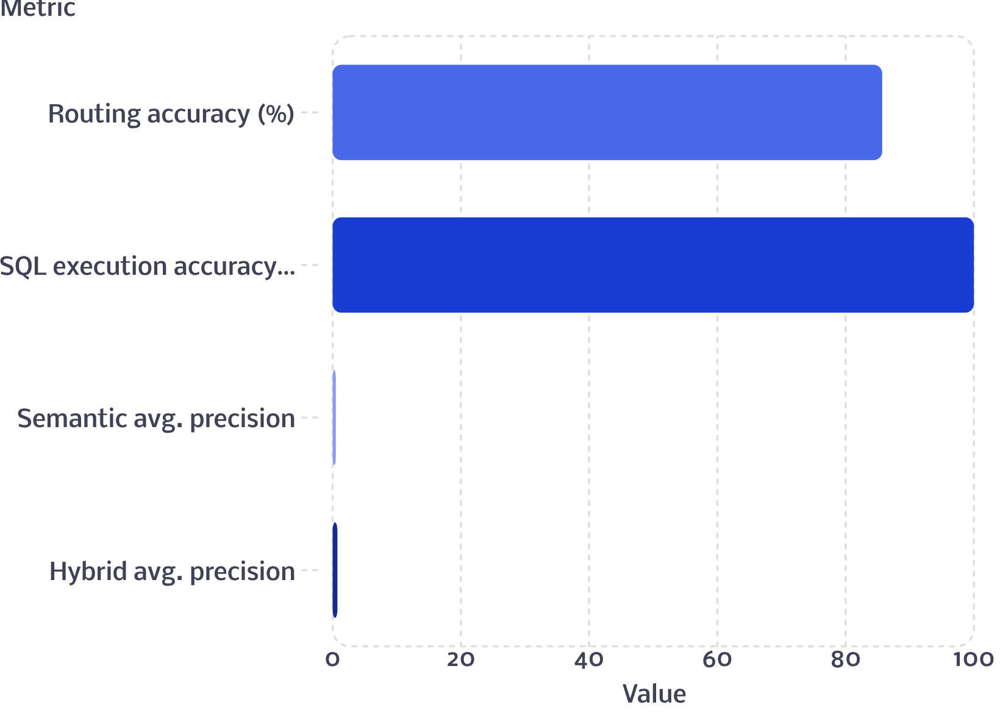 Metric
Routing accuracy (%)
SQL execution accuracy...
Semantic avg. precision
Hybrid avg. precision
0 20 40 60 80 100
Value